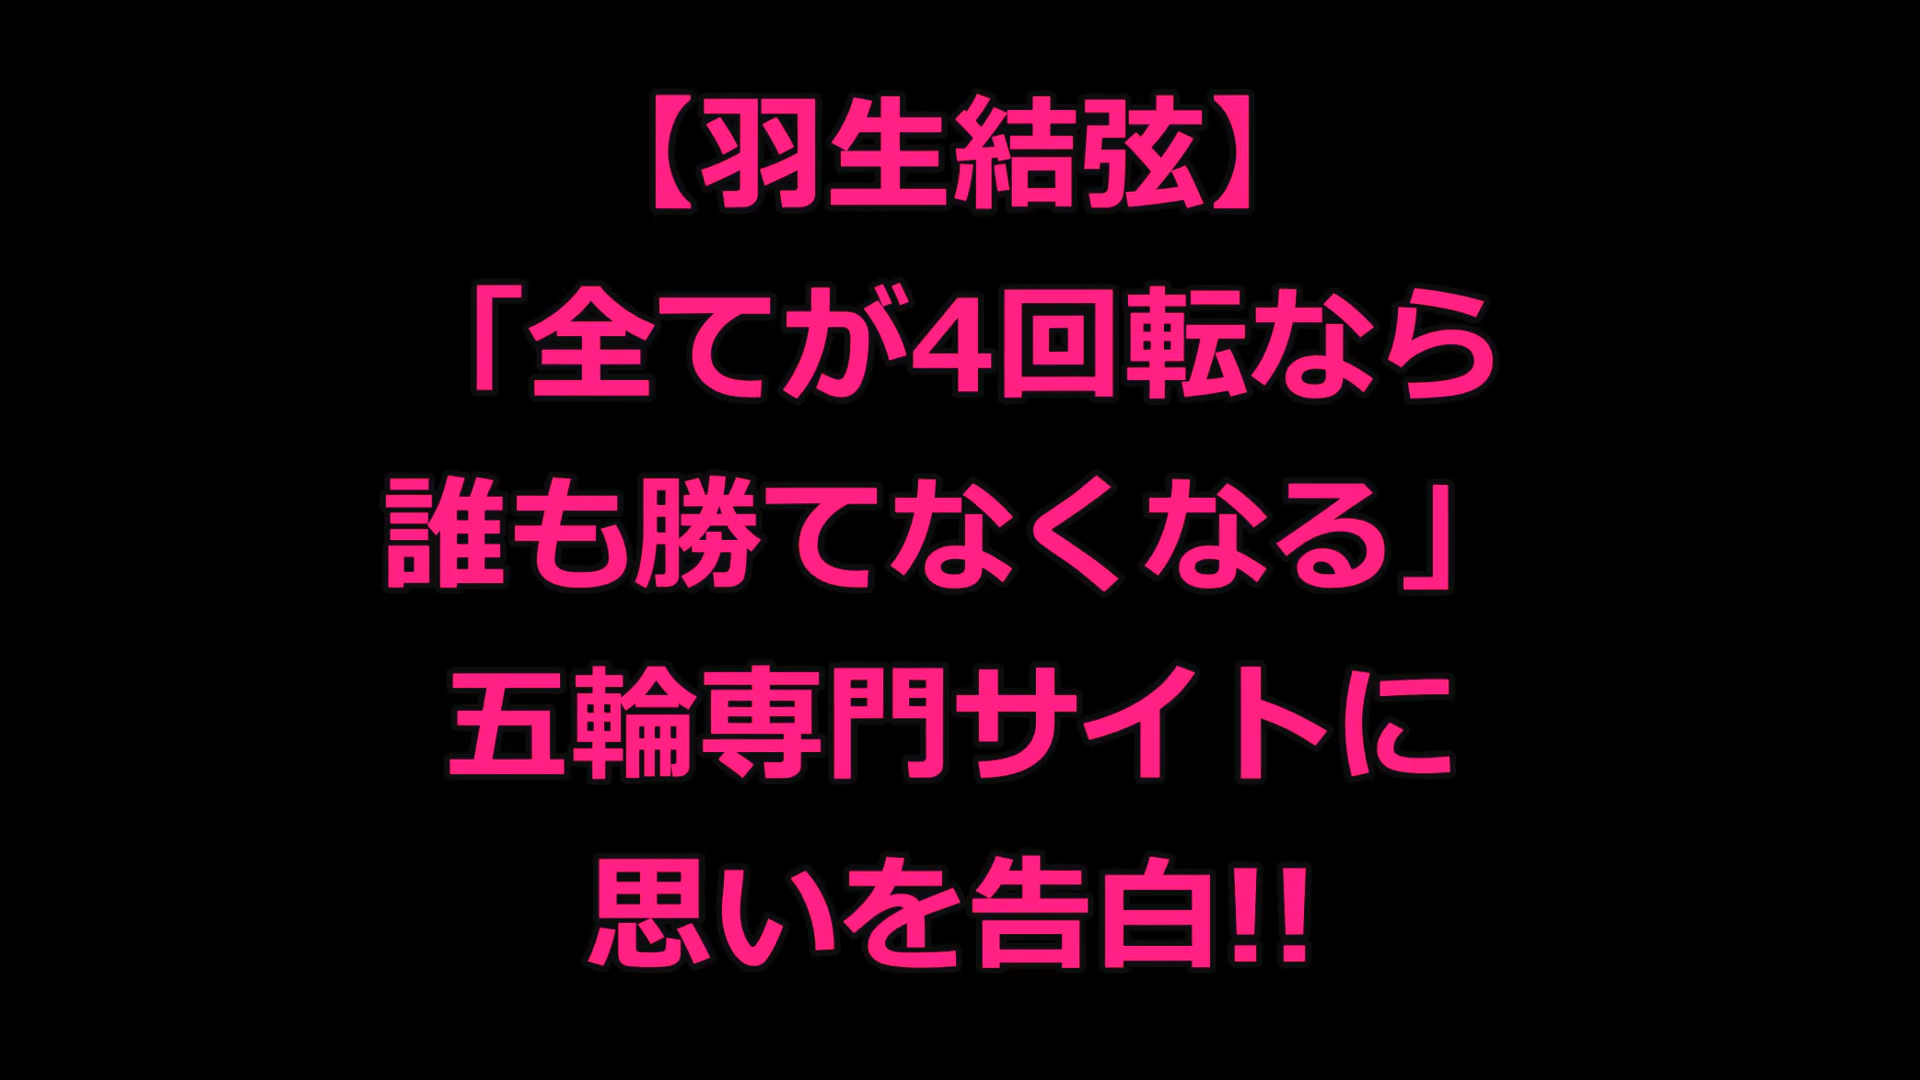 【羽生結弦】
「全てが4回転なら
誰も勝てなくなる」
五輪専門サイトに
思いを告白!!